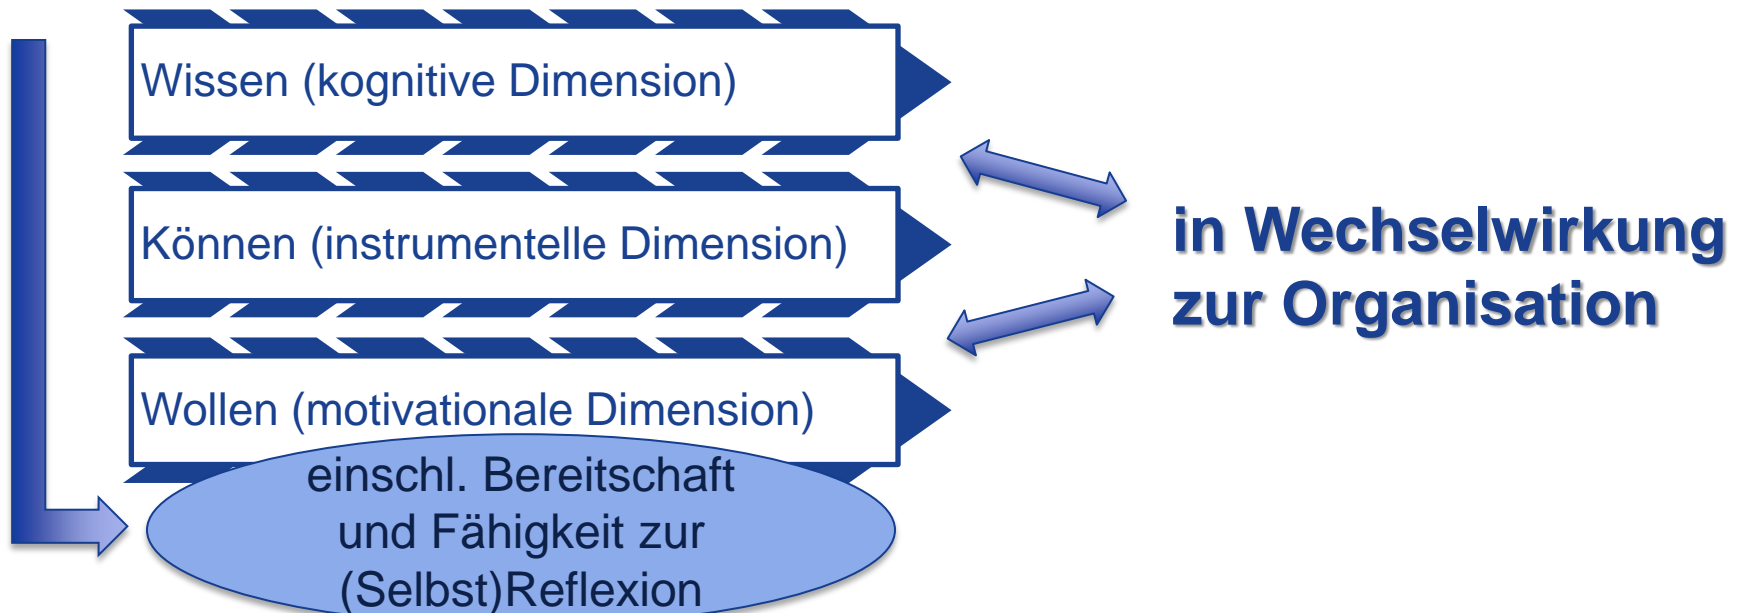 Wissen (kognitive Dimension)
Können (instrumentelle Dimension)
Wollen (motivationale Dimension)
einschl. Bereitschaft
und Fähigkeit zur
(Selbst)Reflexion
in Wechselwirkung
zur Organisation